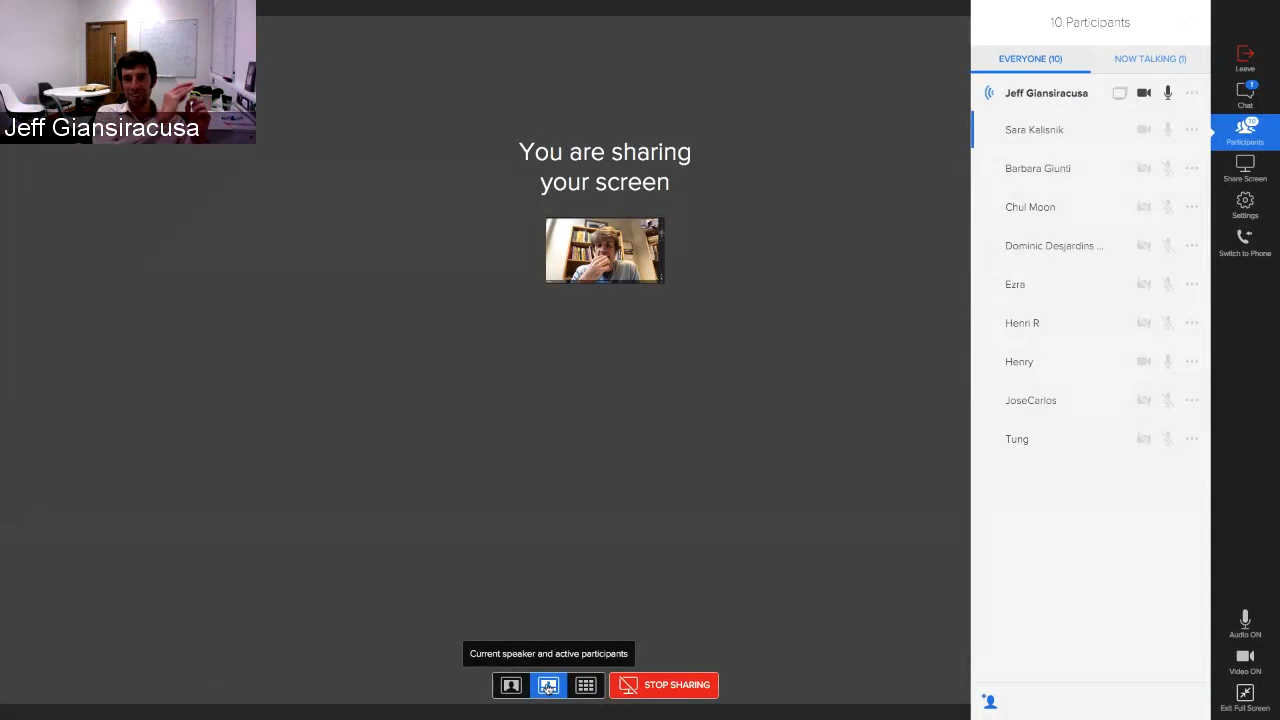 Jeff Giansiracusa
You are sharing
your screen
Current speaker and active participants
STOP SHARING
10 Participants
EVERYONE (10)
NOW TALKING (1)
Jeff Giansiracusa
Sara Kalisnik
Barbara Giunti
Chul Moon
Dominic Desjardins ...
Ezra
Henri R
Henry
JoseCarlos
Tung
Leave
1
Chat
10
Participants
Share Screen
Settings
Switch to Phone
Audio ON
Video ON
Exit Full Screen